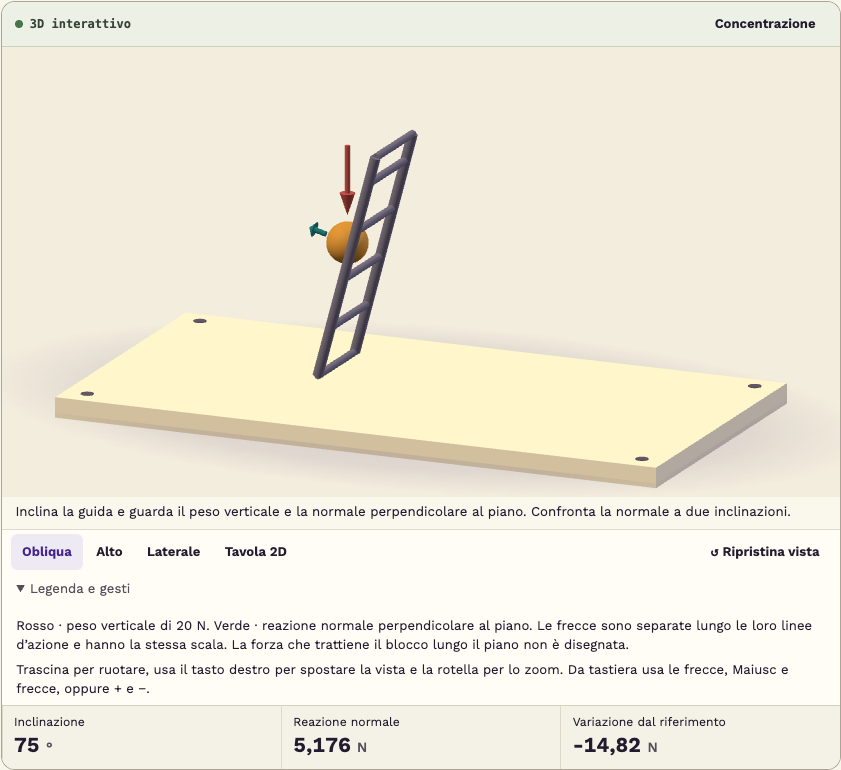 3D interattivo
Concentrazione
Inclina la guida e guarda il peso verticale e la normale perpendicolare al piano. Confronta la normale a due inclinazioni.
Obliqua Alto Laterale Tavola 2D
↺ Ripristina vista
▼ Legenda e gesti
Rosso · peso verticale di 20 N. Verde · reazione normale perpendicolare al piano. Le frecce sono separate lungo le loro linee
d’azione e hanno la stessa scala. La forza che trattiene il blocco lungo il piano non è disegnata.
Trascina per ruotare, usa il tasto destro per spostare la vista e la rotella per lo zoom. Da tastiera usa le frecce, Maiusc e
frecce, oppure + e −.
Inclinazione
75 °
Reazione normale
5,176 N
Variazione dal riferimento
-14,82 N